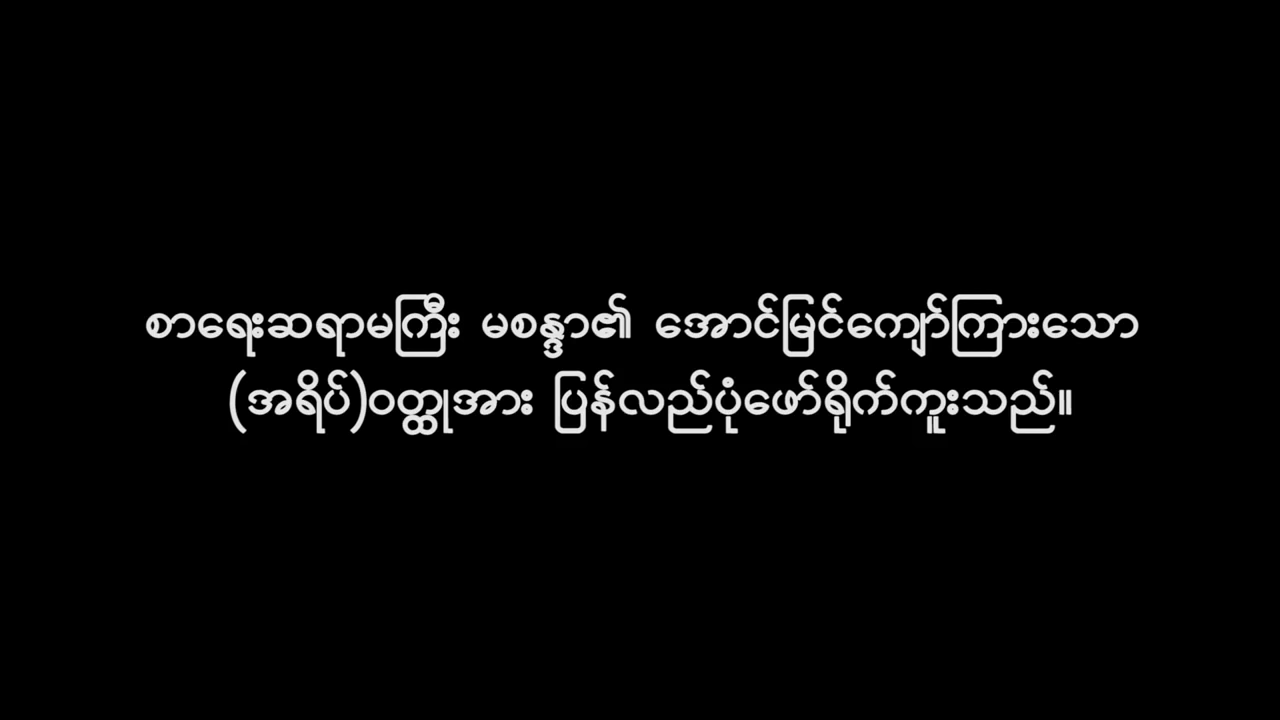 စာရေးဆရာမကြီး မစန္ဒာ၏ အောင်မြင်ကျော်ကြားသော
(အရိပ်)ဝတ္ထုအား ပြန်လည်ပုံဖော်ရိုက်ကူးသည်။